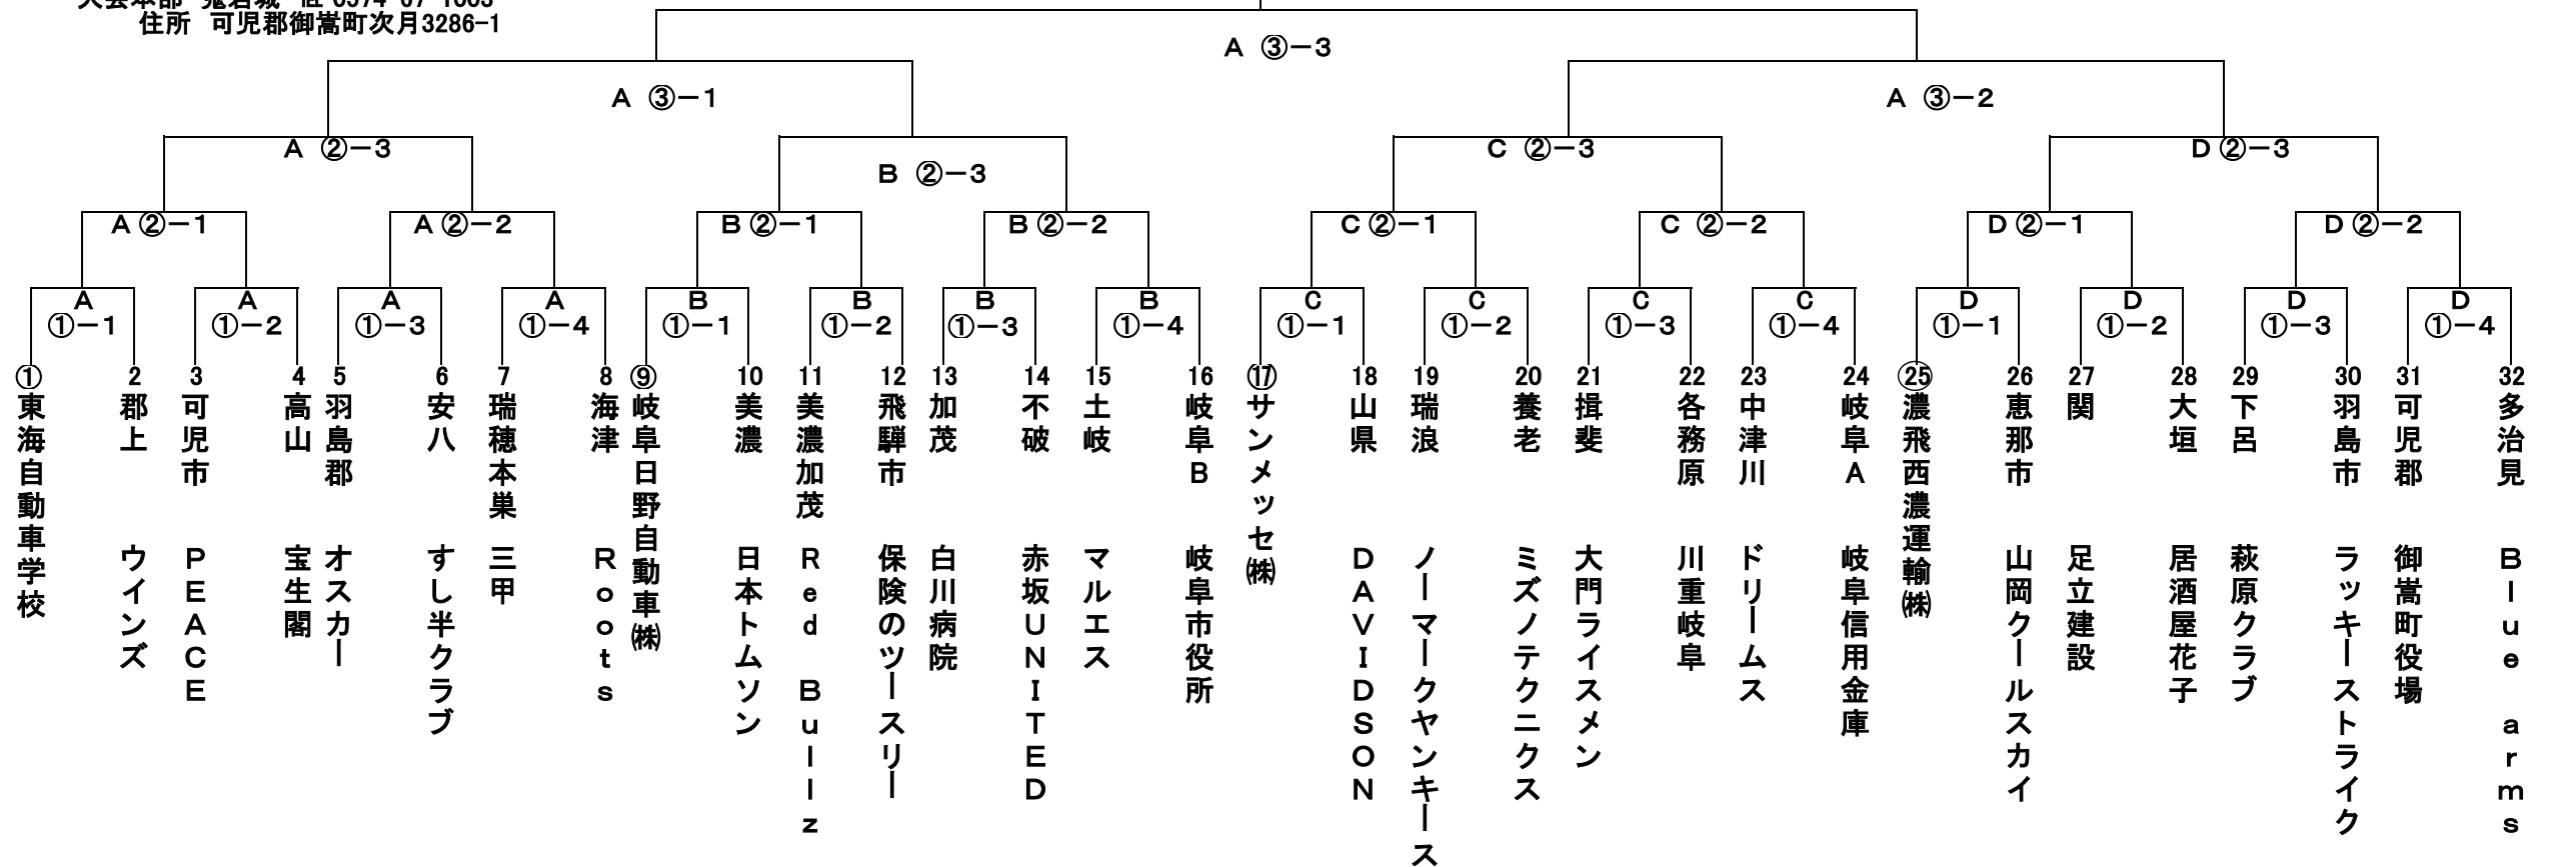 住所 可児郡御嵩町次月3286-1
A ③－3
A ③－1
A ③－2
A ②－3
B ②－3
C ②－3
D ②－3
A ②－1
A ②－2
B ②－1
B ②－2
C ②－1
C ②－2
D ②－1
D ②－2
A ①－1
A ①－2
A ①－3
A ①－4
B ①－1
B ①－2
B ①－3
B ①－4
C ①－1
C ①－2
C ①－3
C ①－4
D ①－1
D ①－2
D ①－3
D ①－4
① 東海自動車学校
2 郡上 ウインズ
3 可児市 PEACE
4 高山 宝生閣
5 羽島郡 オスカー
6 安八 すし半クラブ
7 瑞穂本巣 三甲
8 海津 Roots
⑨ 岐阜日野自動車㈱
10 美濃 日本トムソン
11 美濃加茂 Red Bullz
12 飛騨市 保険のツースリー
13 加茂 白川病院
14 不破 赤坂UNITED
15 土岐 マルエス
16 岐阜B 岐阜市役所
⑰ サンメッセ㈱
18 山県 DAVIDSON
19 瑞浪 ノーマークヤンキース
20 養老 ミズノテクニクス
21 揖斐 大門ライスメン
22 各務原 川重岐阜
23 中津川 ドリームス
24 岐阜A 岐阜信用金庫
㉕ 濃飛西濃運輸㈱
26 恵那市 山岡クールスカイ
27 関 足立建設
28 大垣 居酒屋花子
29 下呂 萩原クラブ
30 羽島市 ラッキーストライク
31 可児郡 御嵩町役場
32 多治見 Blue arms